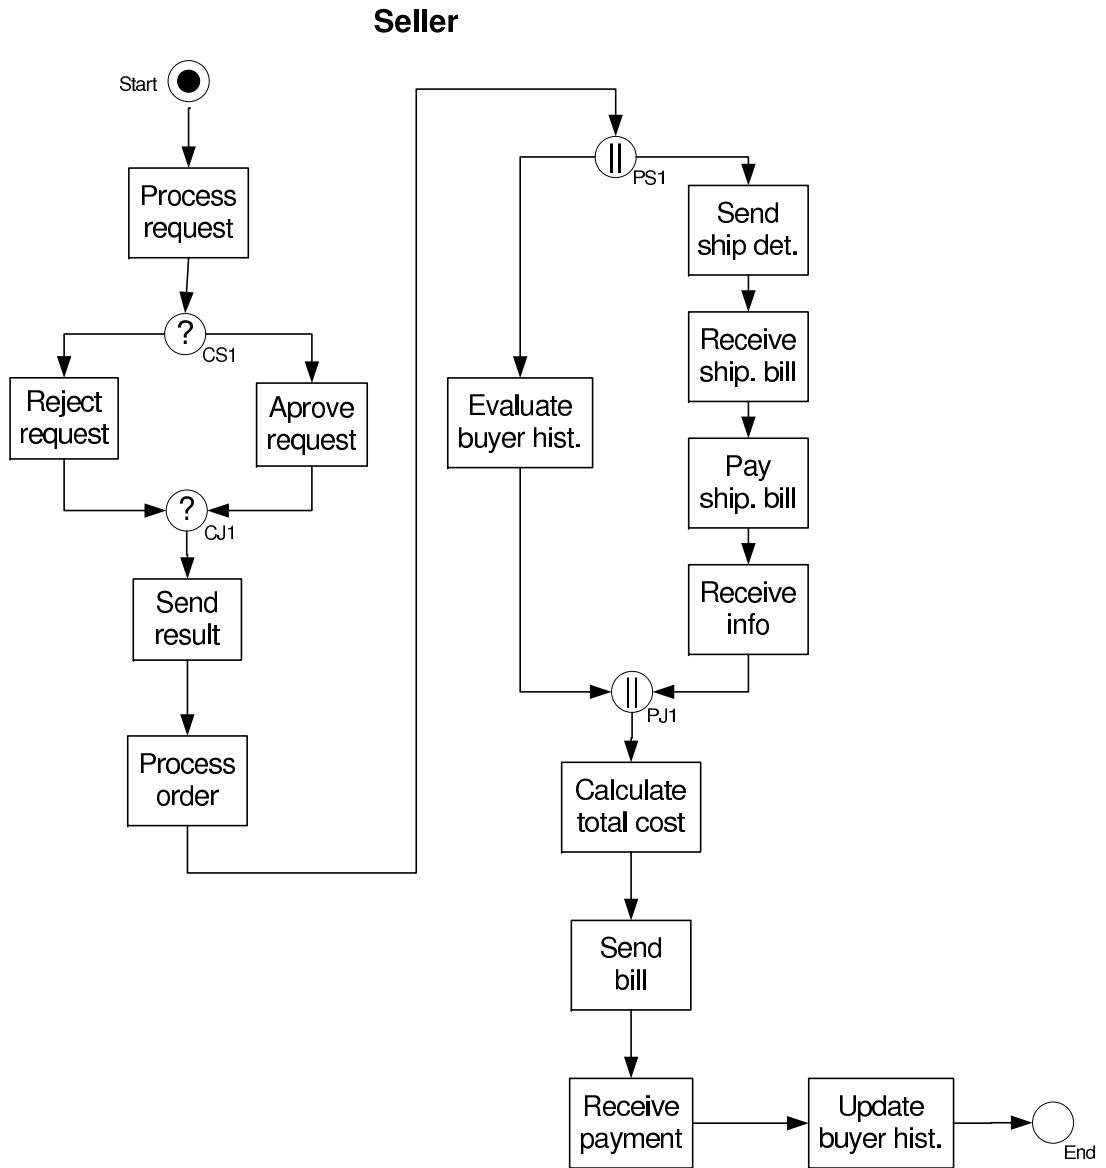 Seller
Start
Process
request
?
CS1
Reject
request
Aprove
request
?
CJ1
Send
result
Process
order
||
PS1
Send
ship det.
Receive
ship. bill
Evaluate
buyer hist.
Pay
ship. bill
Receive
info
||
PJ1
Calculate
total cost
Send
bill
Receive
payment
Update
buyer hist.
End